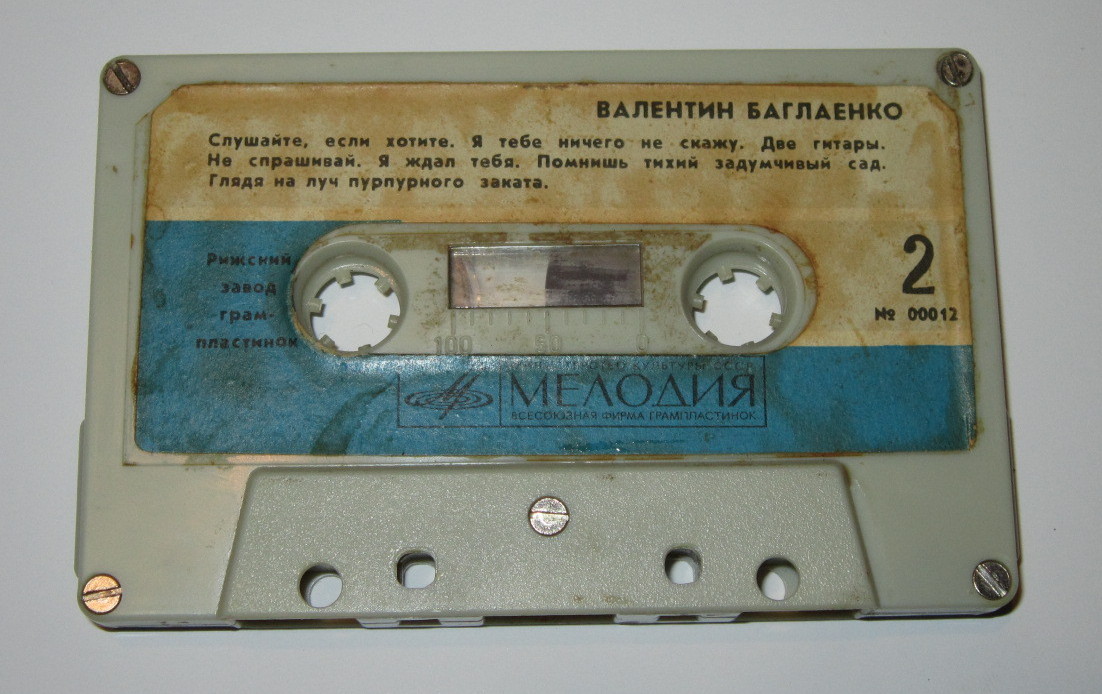 ВАЛЕНТИН БАГЛАЕНКО
Слушайте, если хотите. Я тебе ничего не скажу. Две гитары.
Не спрашивай. Я ждал тебя. Помнишь тихий задумчивый сад.
Глядя на луч пурпурного заката.
Рижский
завод
грам-
пластинок
2
№ 00012
100 50 0
КУЛЬТУРЫ СССР
МЕЛОДИЯ
ВСЕСОЮЗНАЯ ФИРМА ГРАМПЛАСТИНОК